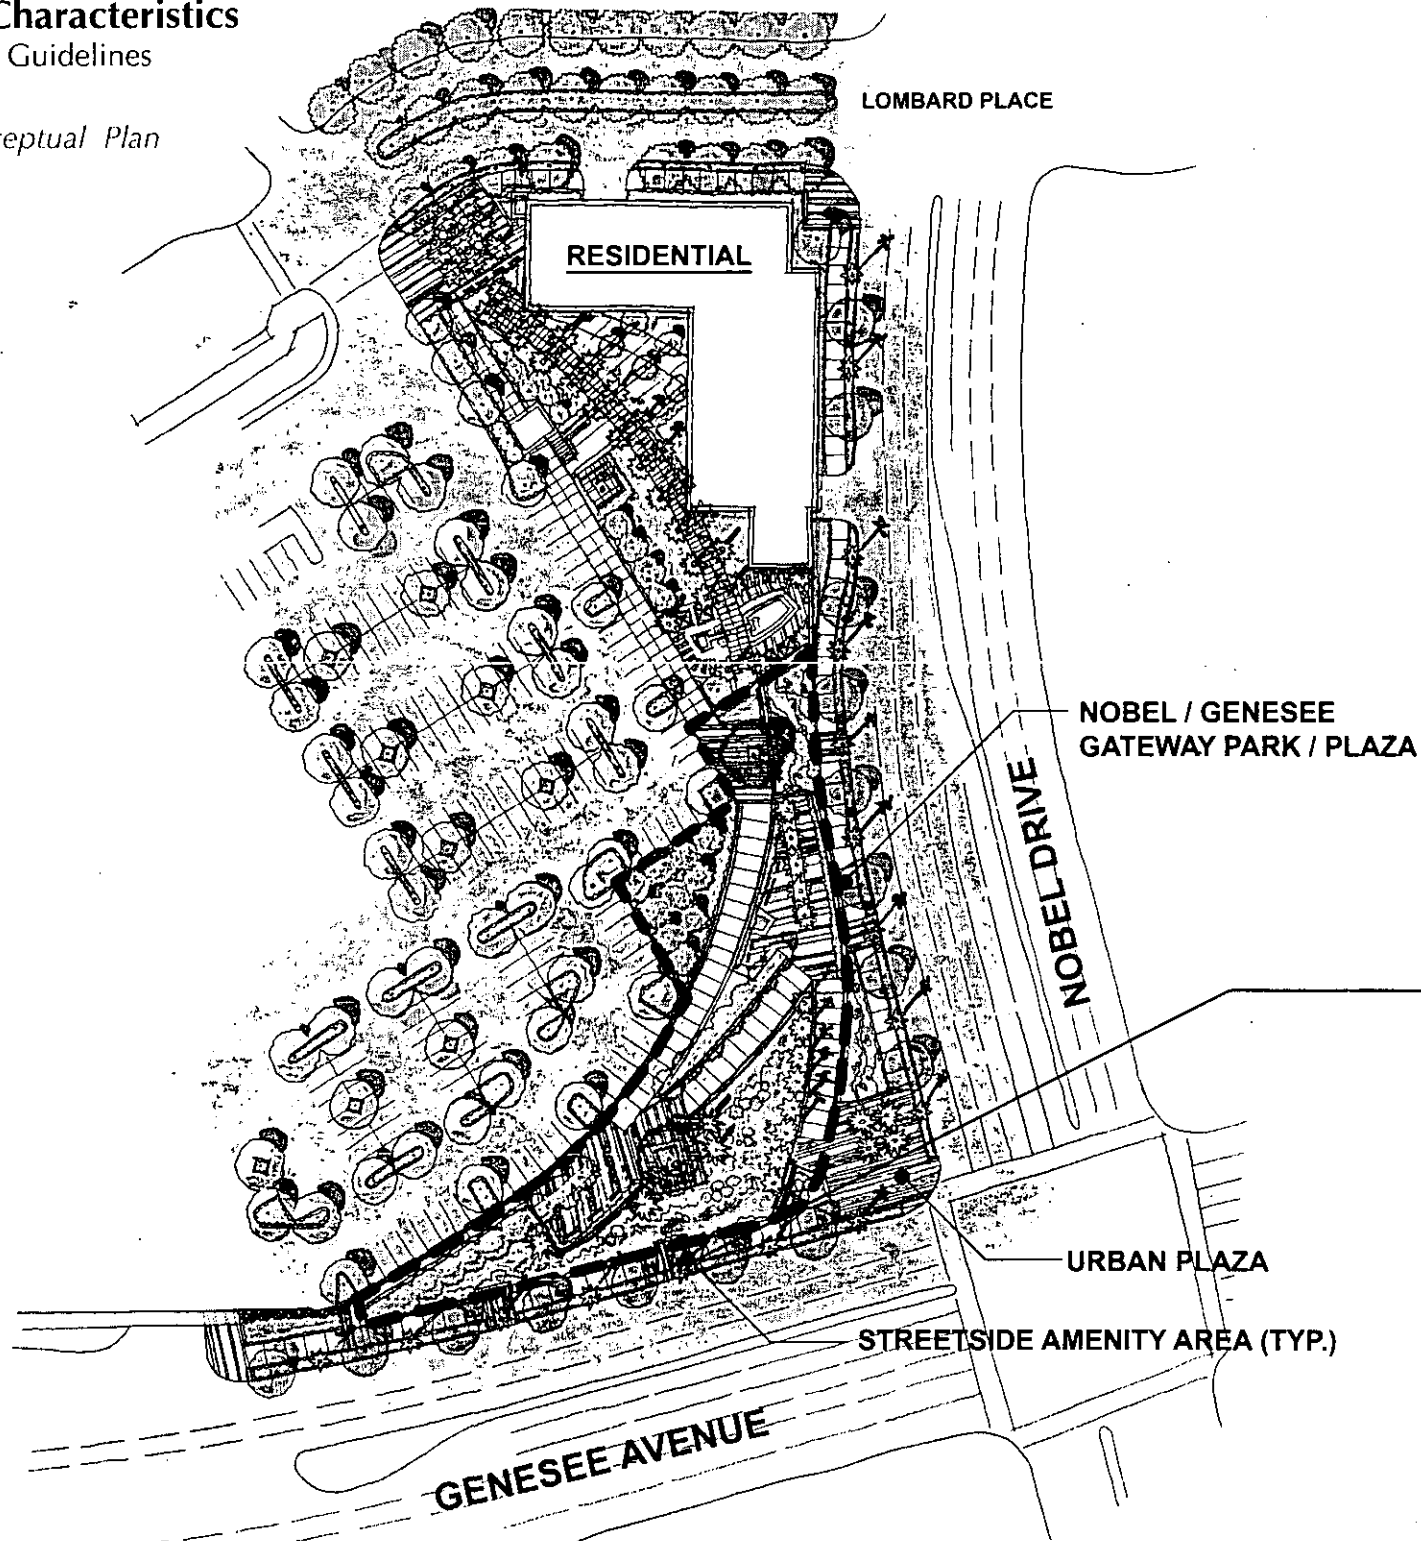 Characteristics
Guidelines
eptual Plan
LOMBARD PLACE
RESIDENTIAL
NOBEL / GENESEE
GATEWAY PARK / PLAZA
NOBEL DRIVE
URBAN PLAZA
STREETSIDE AMENITY AREA (TYP.)
GENESEE AVENUE